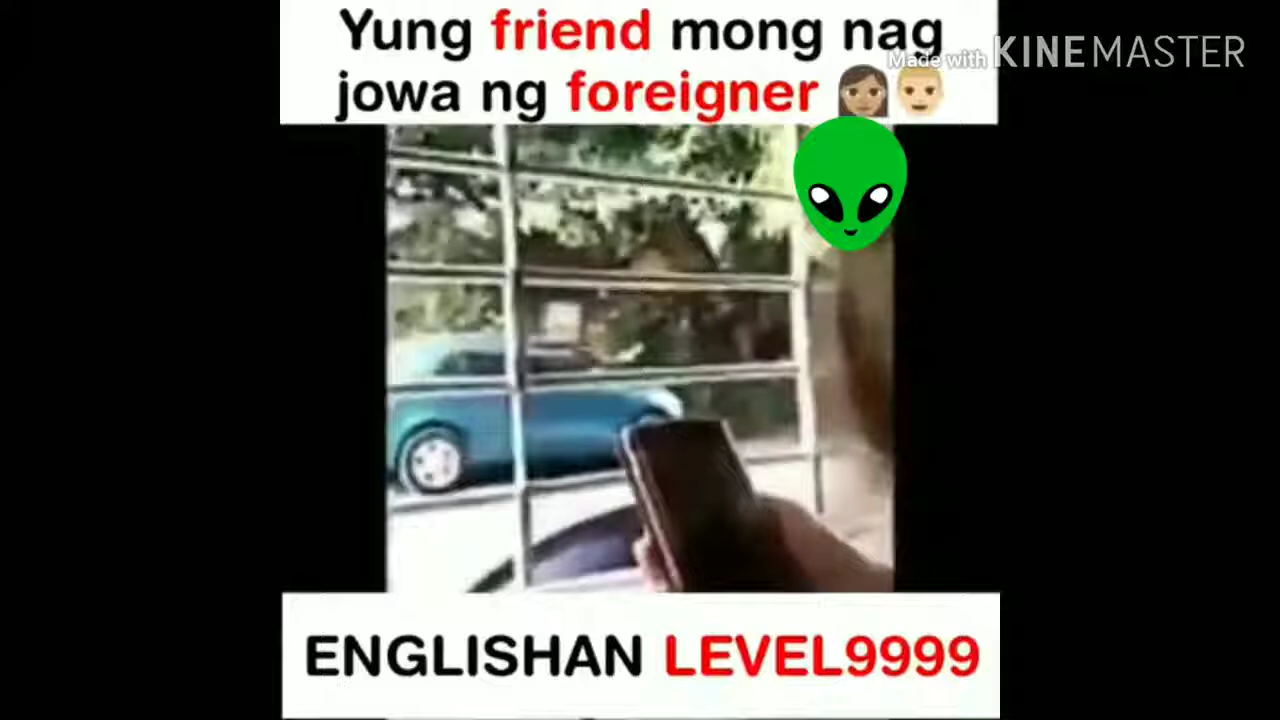 Yung friend mong nag
jowa ng foreigner
Made with KINEMASTER
ENGLISHAN LEVEL9999